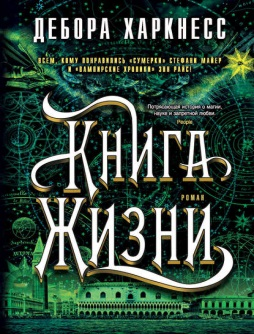 ДЕБОРА ХАРКНЕСС
ВСЕМ, КОМУ ПОНРАВИЛИСЬ «СУМЕРКИ» СТЕФАНИ МАЙЕР
И «ВАМПИРСКИЕ ХРОНИКИ» ЭНН РАЙС!
Потрясающая история о магии,
науке и запретной любви.
People
КНИГА
ЖИЗНИ
РОМАН